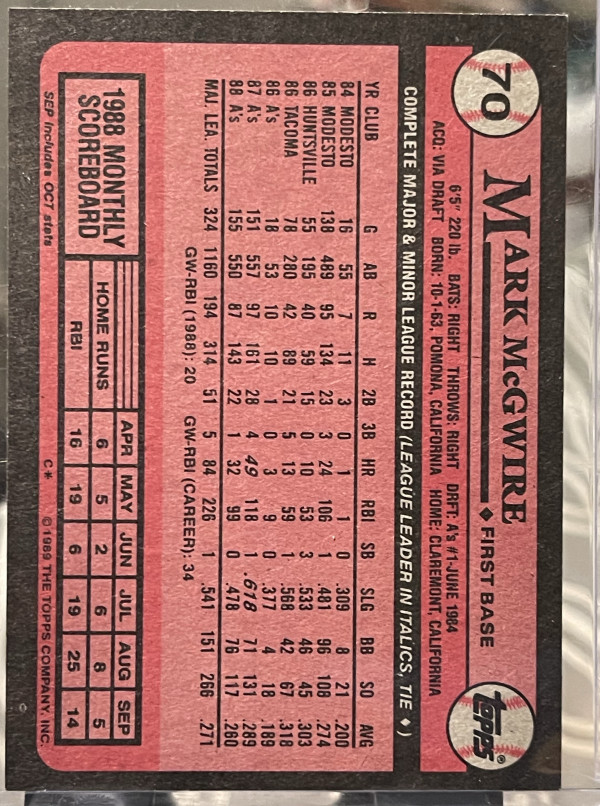 70
MARK McGWIRE
♦ FIRST BASE
topps®
6'5" 220 lb. BATS: RIGHT THROWS: RIGHT DRFT: A's #1-JUNE 1984
ACQ: VIA DRAFT BORN: 10-1-63, POMONA, CALIFORNIA HOME: CLAREMONT, CALIFORNIA
COMPLETE MAJOR & MINOR LEAGUE RECORD (LEAGUE LEADER IN ITALICS, TIE ♦)
YR CLUB G AB R H 2B 3B HR RBI SB SLG BB SO AVG
84 MODESTO 16 55 7 11 3 0 1 1 0 .309 8 21 .200
85 MODESTO 138 489 95 134 23 3 24 106 1 .481 96 108 .274
86 HUNTSVILLE 55 195 40 59 15 0 10 53 3 .533 46 45 .303
86 TACOMA 78 280 42 89 21 5 13 59 1 .568 42 67 .318
86 A's 18 53 10 10 1 0 3 9 0 .377 4 18 .189
87 A's 151 557 97 161 28 4 49 118 1 .678 71 131 .289
88 A's 155 550 87 143 22 1 32 99 0 .478 76 117 .260
MAJ. LEA. TOTALS 324 1160 194 314 51 5 84 226 1 .541 151 266 .271
GW-RBI (1988): 20 GW-RBI (CAREER): 34
1988 MONTHLY
SCOREBOARD
SEP Includes OCT stats
APR MAY JUN JUL AUG SEP
HOME RUNS 6 5 2 6 8 5
RBI 16 19 6 19 25 14
C* ©1989 THE TOPPS COMPANY, INC.